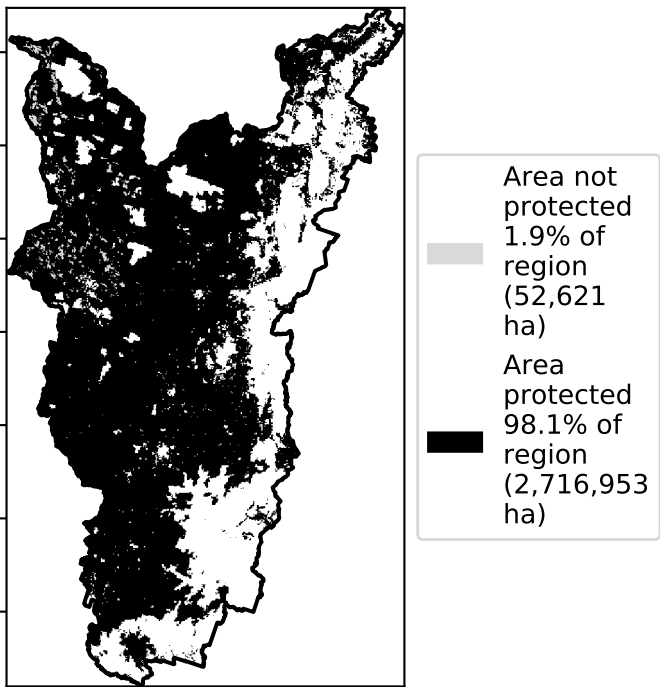 Area not
protected
1.9% of
region
(52,621
ha)
Area
protected
98.1% of
region
(2,716,953
ha)